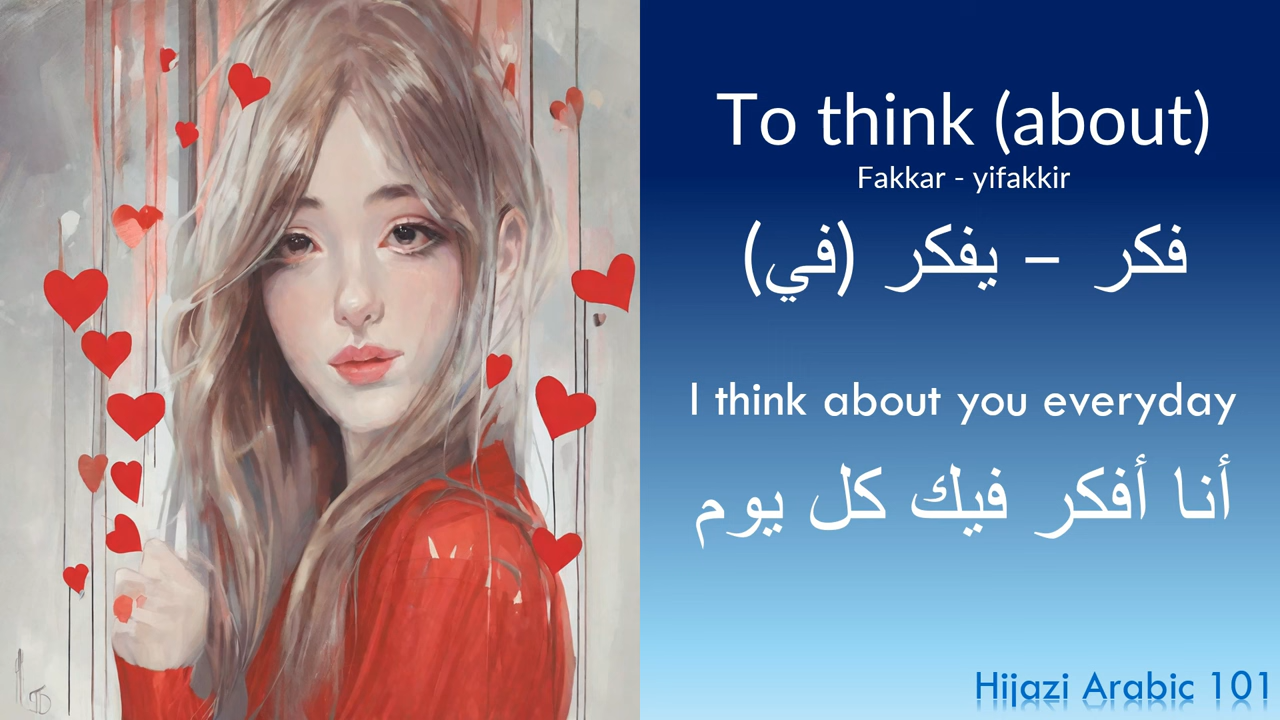 To think (about)
Fakkar - yifakkir
فكر – يفكر (في)
I think about you everyday
أنا أفكر فيك كل يوم
Hijazi Arabic 101